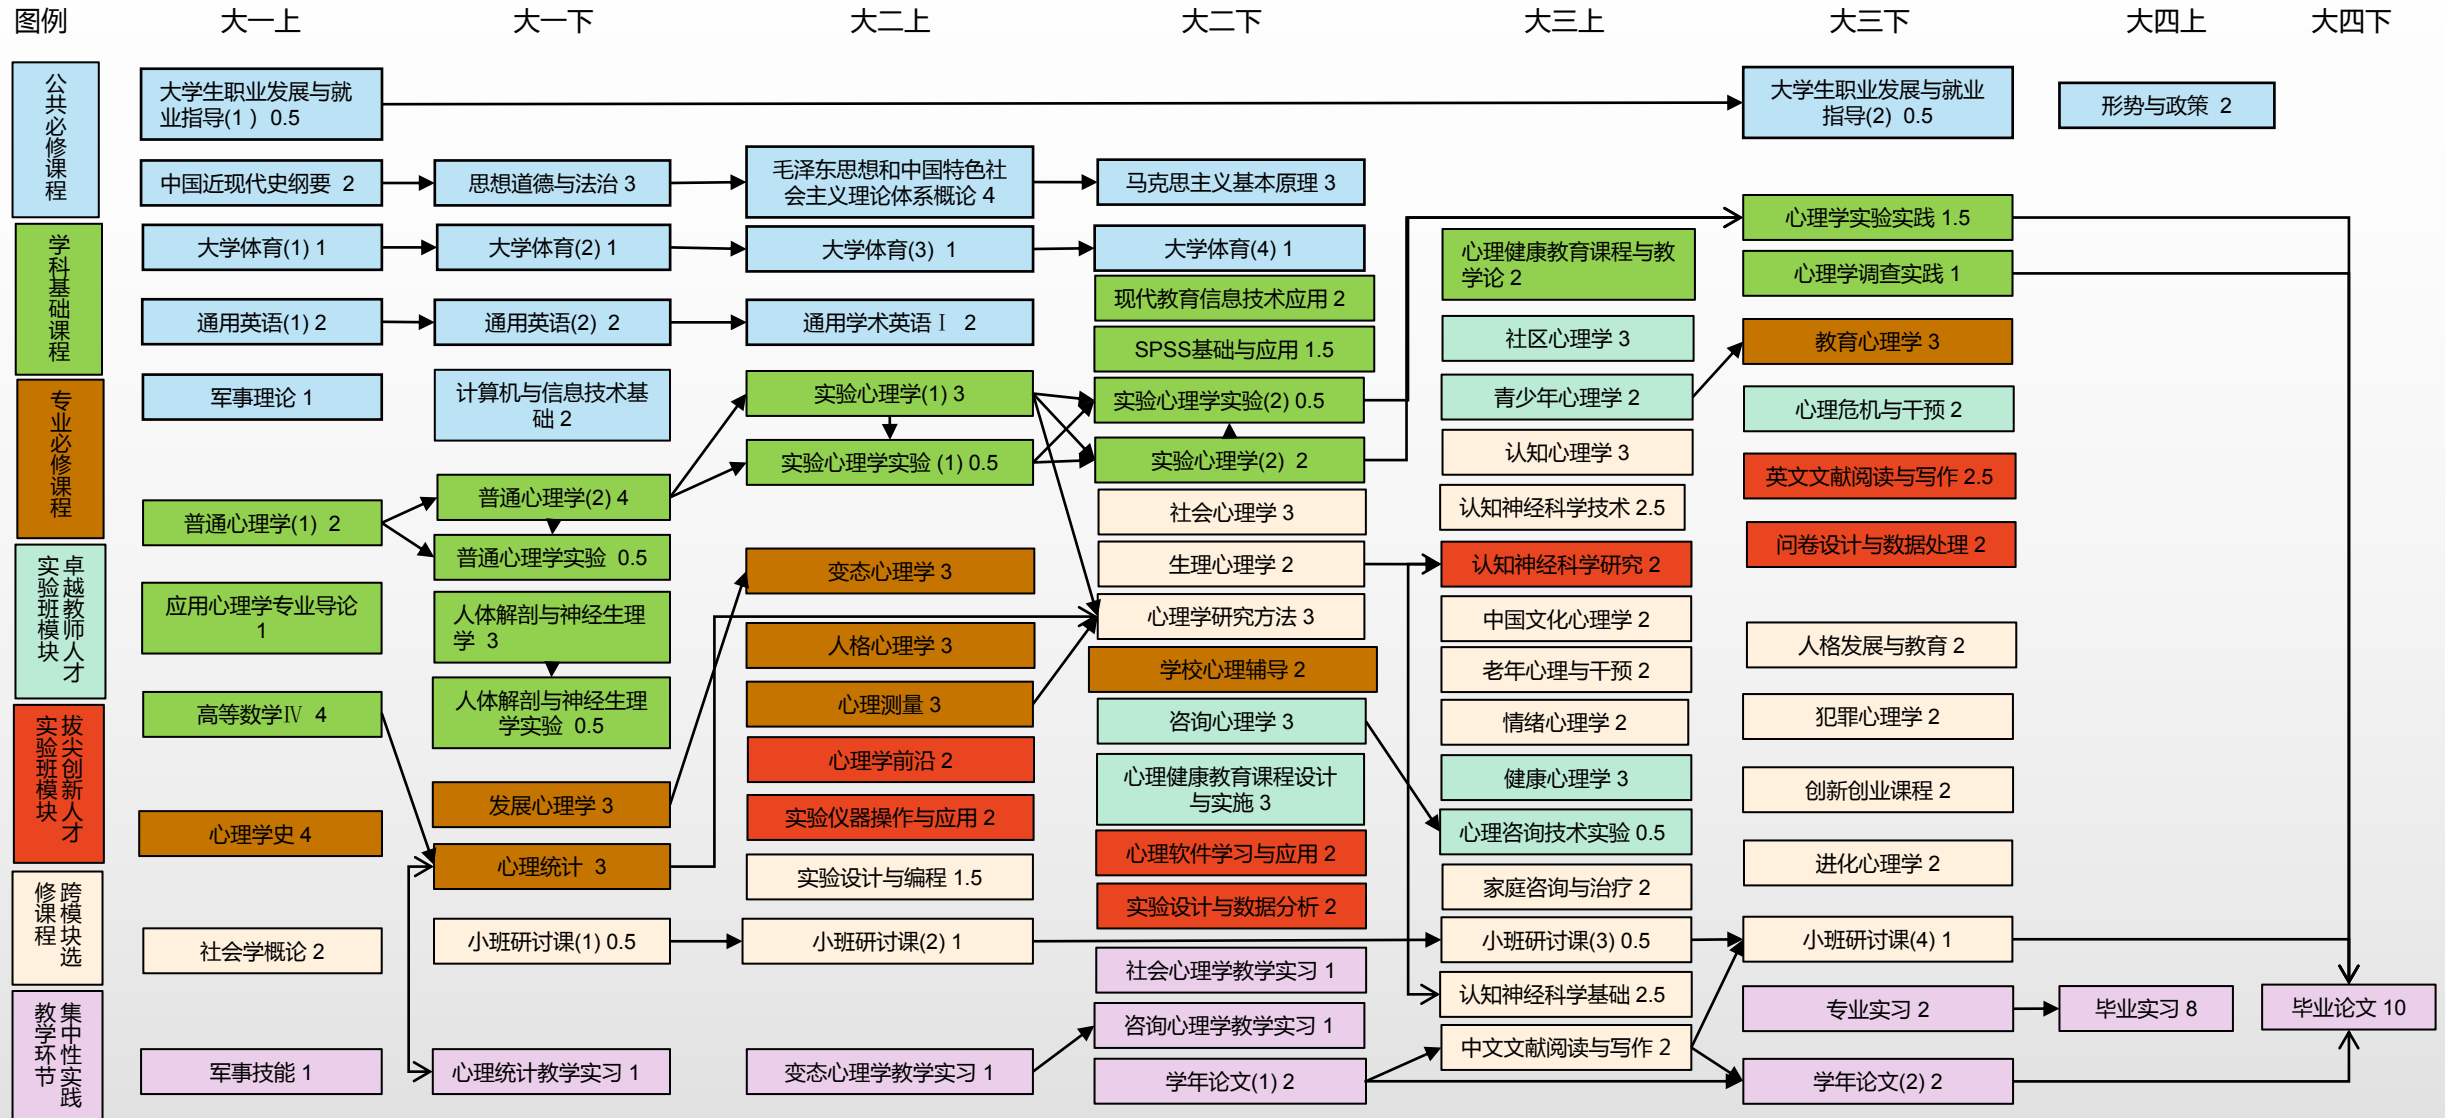 图例
大一上
大一下
大二上
大二下
大三上
大三下
大四上
大四下
公共必修课程
学科基础课程
专业必修课程
卓越教师人才
实验班模块
拔尖创新人才
实验班模块
跨模块选
修课程
集中性实践
教学环节
大学生职业发展与就
业指导(1 ) 0.5
中国近现代史纲要 2
大学体育(1) 1
通用英语(1) 2
军事理论 1
普通心理学(1) 2
应用心理学专业导论
1
高等数学Ⅳ 4
心理学史 4
社会学概论 2
军事技能 1
思想道德与法治 3
大学体育(2) 1
通用英语(2) 2
计算机与信息技术基
础 2
普通心理学(2) 4
普通心理学实验 0.5
人体解剖与神经生理
学 3
人体解剖与神经生理
学实验 0.5
发展心理学 3
心理统计 3
小班研讨课(1) 0.5
心理统计教学实习 1
毛泽东思想和中国特色社
会主义理论体系概论 4
大学体育(3) 1
通用学术英语Ⅰ 2
实验心理学(1) 3
实验心理学实验 (1) 0.5
变态心理学 3
人格心理学 3
心理测量 3
心理学前沿 2
实验仪器操作与应用 2
实验设计与编程 1.5
小班研讨课(2) 1
变态心理学教学实习 1
马克思主义基本原理 3
大学体育(4) 1
现代教育信息技术应用 2
SPSS基础与应用 1.5
实验心理学实验(2) 0.5
实验心理学(2) 2
社会心理学 3
生理心理学 2
心理学研究方法 3
学校心理辅导 2
咨询心理学 3
心理健康教育课程设计
与实施 3
心理软件学习与应用 2
实验设计与数据分析 2
社会心理学教学实习 1
咨询心理学教学实习 1
学年论文(1) 2
心理健康教育课程与教
学论 2
社区心理学 3
青少年心理学 2
认知心理学 3
认知神经科学技术 2.5
认知神经科学研究 2
中国文化心理学 2
老年心理与干预 2
情绪心理学 2
健康心理学 3
心理咨询技术实验 0.5
家庭咨询与治疗 2
小班研讨课(3) 0.5
认知神经科学基础 2.5
中文文献阅读与写作 2
大学生职业发展与就业
指导(2) 0.5
心理学实验实践 1.5
心理学调查实践 1
教育心理学 3
心理危机与干预 2
英文文献阅读与写作 2.5
问卷设计与数据处理 2
人格发展与教育 2
犯罪心理学 2
创新创业课程 2
进化心理学 2
小班研讨课(4) 1
专业实习 2
学年论文(2) 2
形势与政策 2
毕业实习 8
毕业论文 10